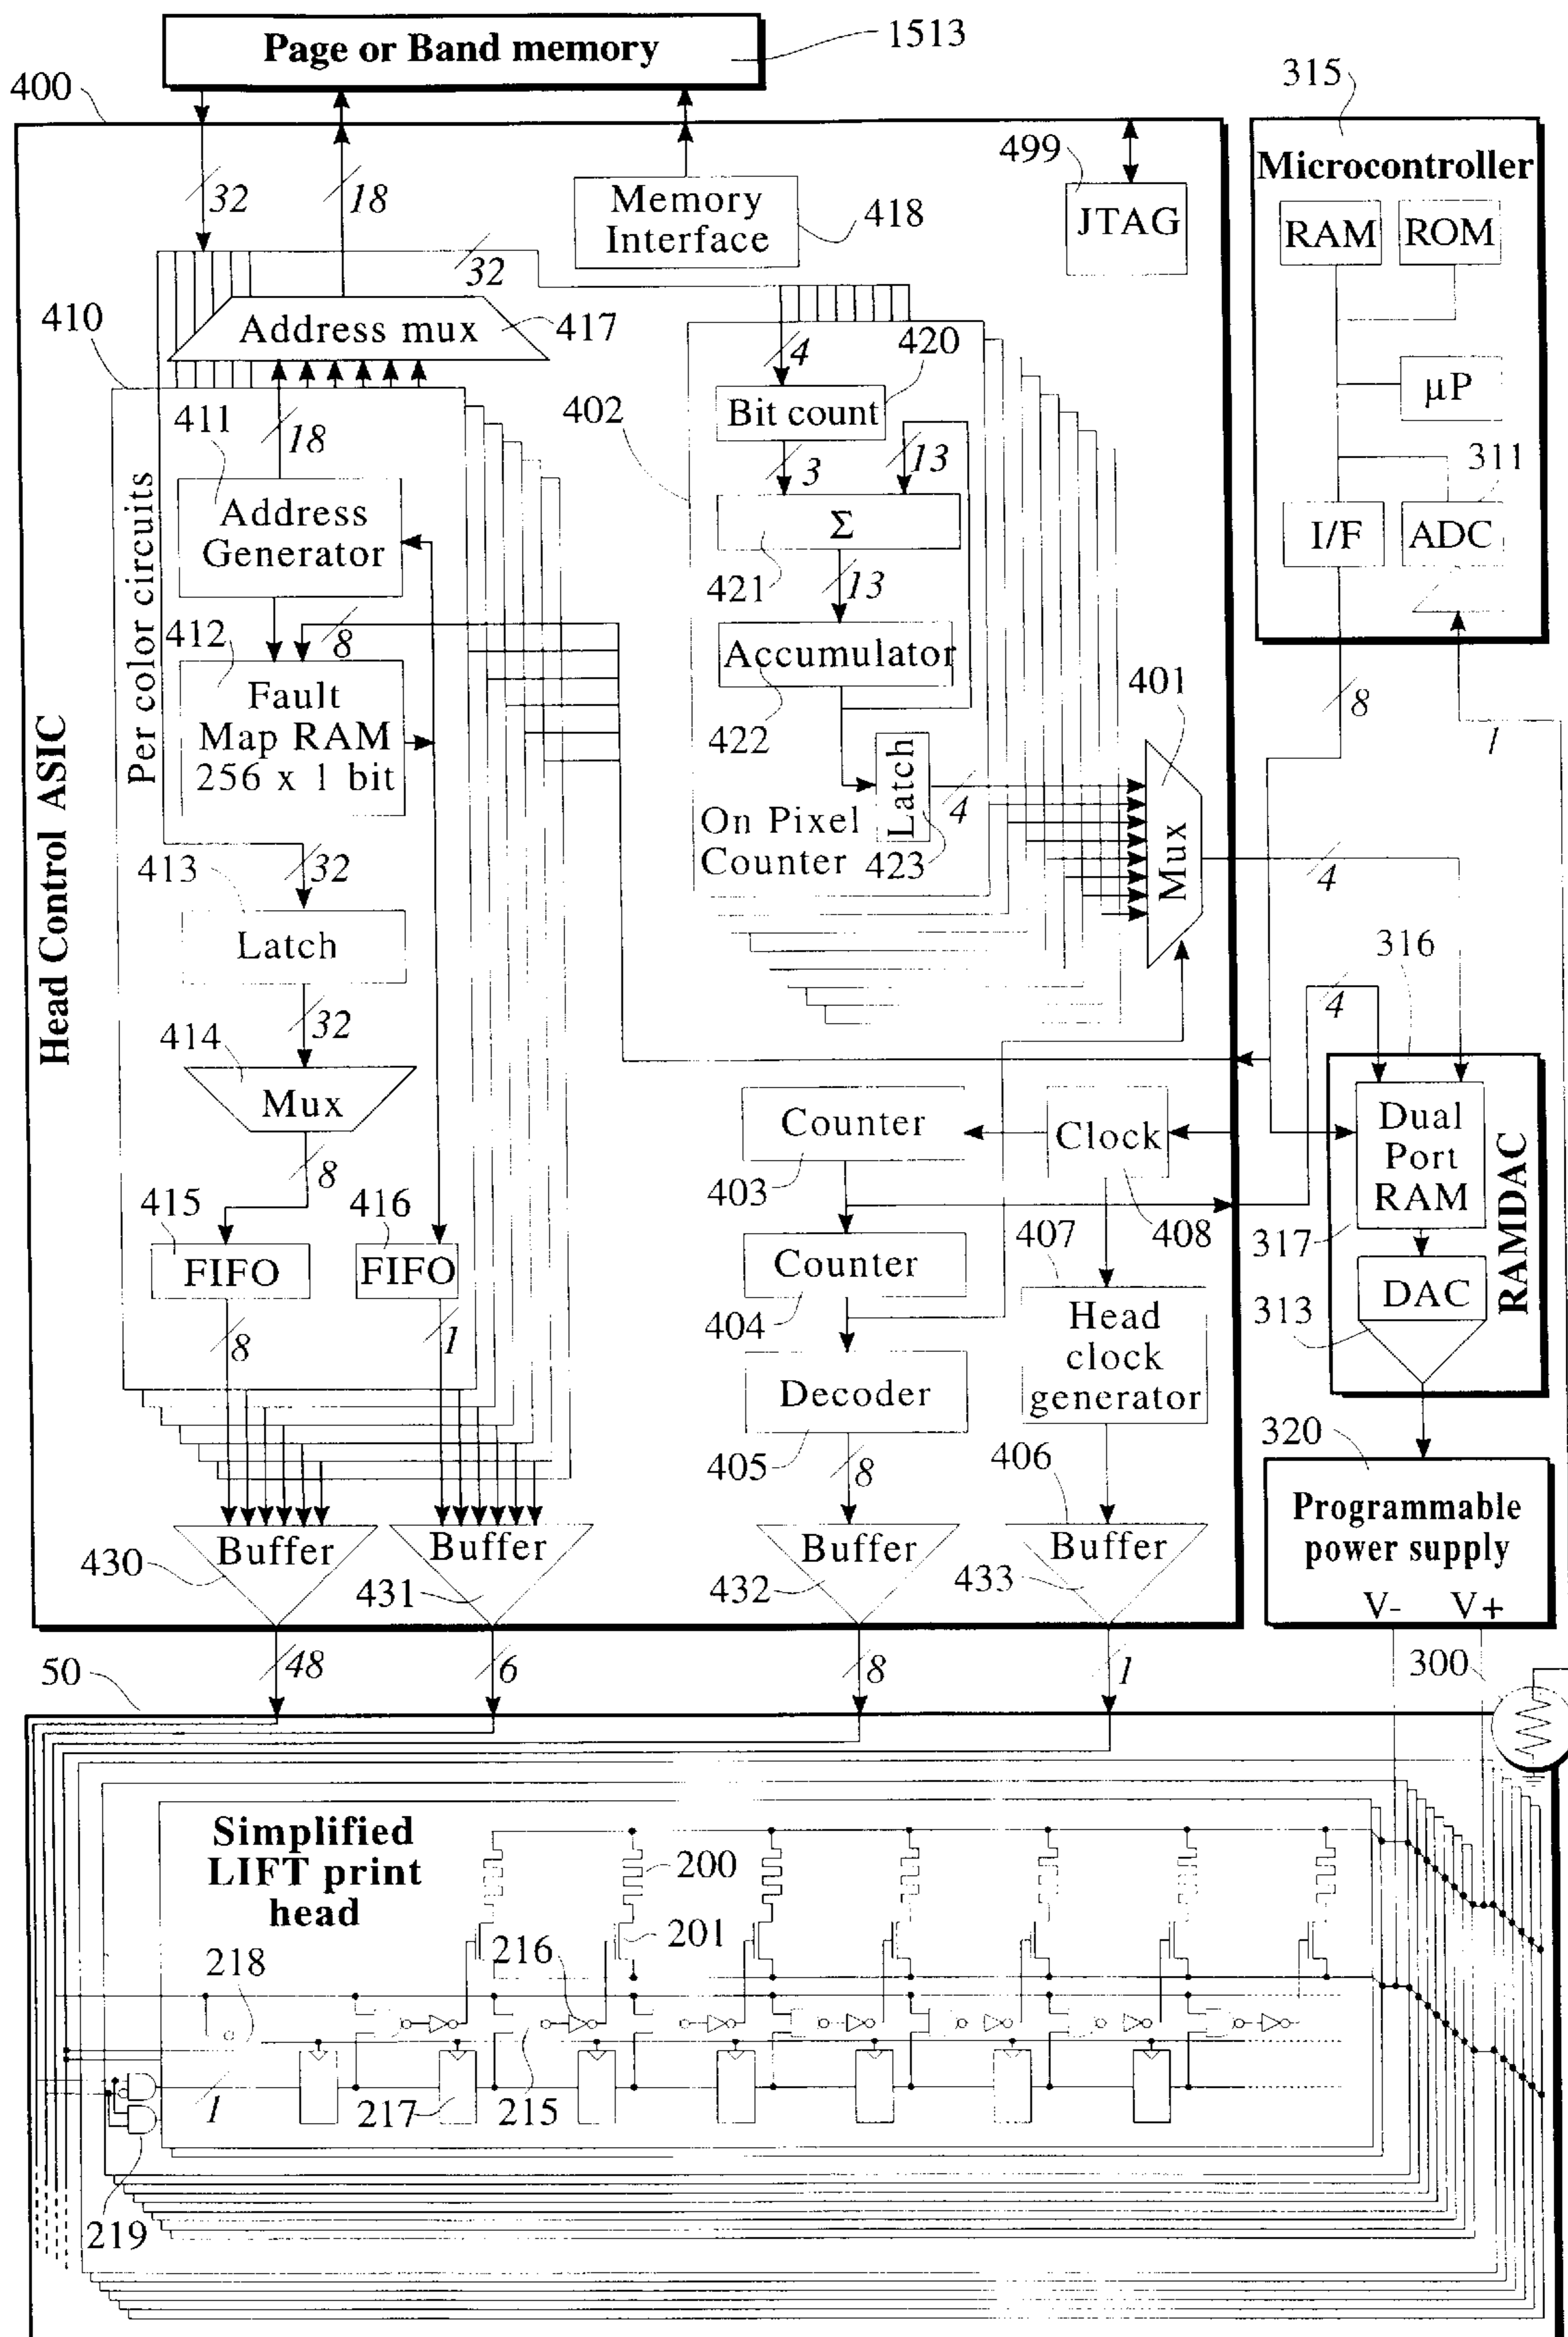 Page or Band memory
1513
400
315
Microcontroller
499
32
18
Memory
Interface
418
JTAG
RAM
ROM
32
410
Address mux
417
4
420
µP
411
18
402
Bit count
3
13
311
Per color circuits
Address
Generator
Σ
I/F
ADC
421
13
412
8
Fault
Map RAM
256 x 1 bit
Accumulator
422
401
8
1
Latch
4
Mux
4
On Pixel
Counter
423
413
32
Head Control ASIC
Latch
316
4
414
32
Mux
8
Counter
Clock
403
408
Dual
Port
RAM
RAMDAC
317
415
416
407
FIFO
FIFO
Counter
404
DAC
313
Head
clock
generator
8
1
Decoder
405
8
406
320
Programmable
power supply
V-
V+
Buffer
Buffer
Buffer
Buffer
430
431
432
433
50
48
6
8
1
300
Simplified
LIFT print
head
200
201
216
218
1
217
215
219